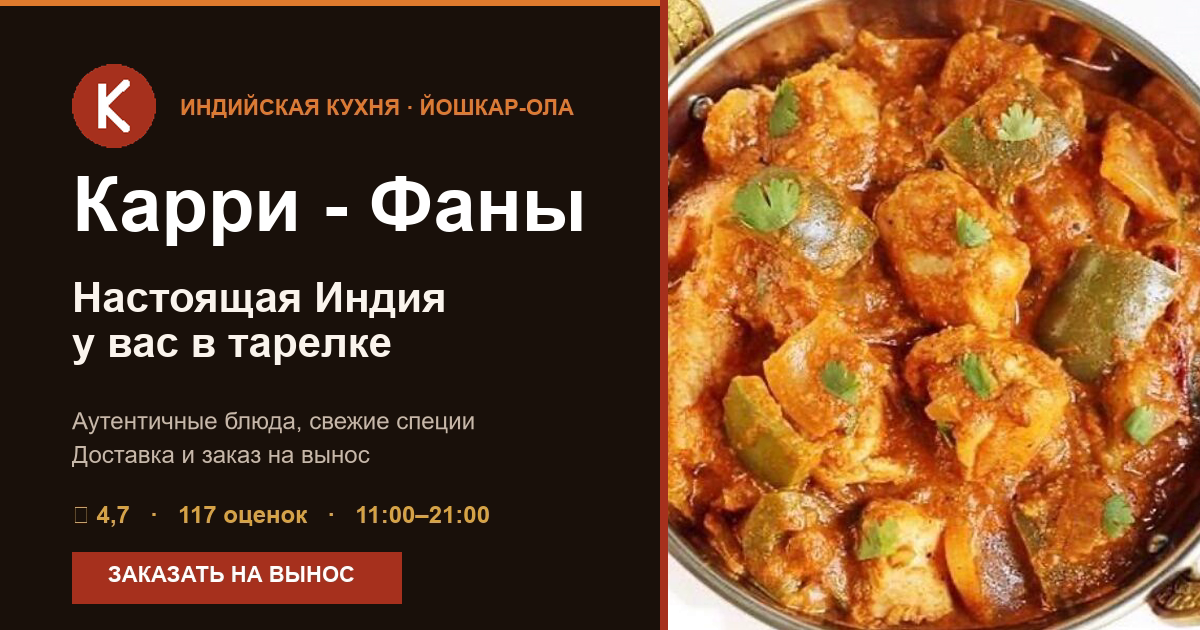 K
ИНДИЙСКАЯ КУХНЯ · ЙОШКАР-ОЛА
Карри - Фаны
Настоящая Индия
у вас в тарелке
Аутентичные блюда, свежие специи
Доставка и заказ на вынос
4,7 · 117 оценок · 11:00–21:00
ЗАКАЗАТЬ НА ВЫНОС